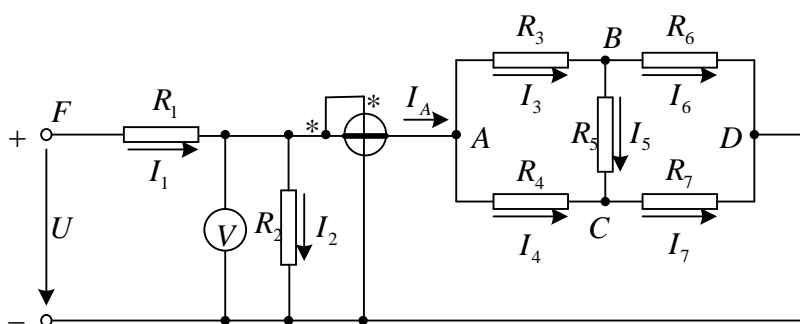 R3
B
R6
I3
I6
F
+
R1
I1
*
*
IA
A
R5
I5
D
U
V
R2
I2
R4
C
R7
I4
I7
−